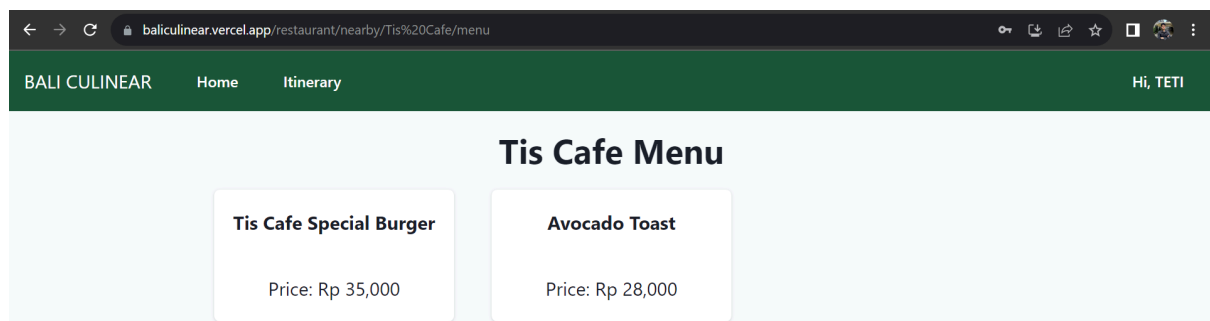 baliculinear.vercel.app/restaurant/nearby/Tis%20Cafe/menu
BALI CULINEAR Home Itinerary Hi, TETI
Tis Cafe Menu
Tis Cafe Special Burger Avocado Toast
Price: Rp 35,000 Price: Rp 28,000